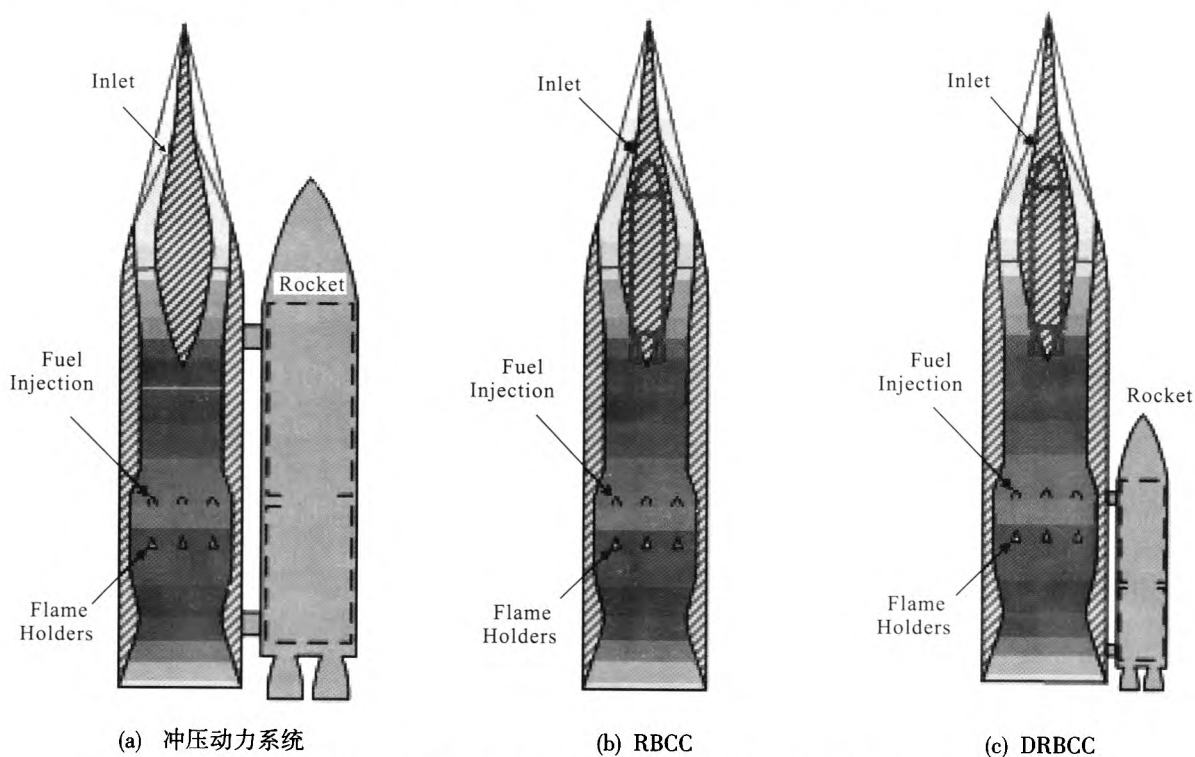 Inlet
Rocket
Fuel
Injection
Flame
Holders
(a) 冲压动力系统
Inlet
Fuel
Injection
Flame
Holders
(b) RBCC
Inlet
Fuel
Injection
Rocket
Flame
Holders
(c) DRBCC